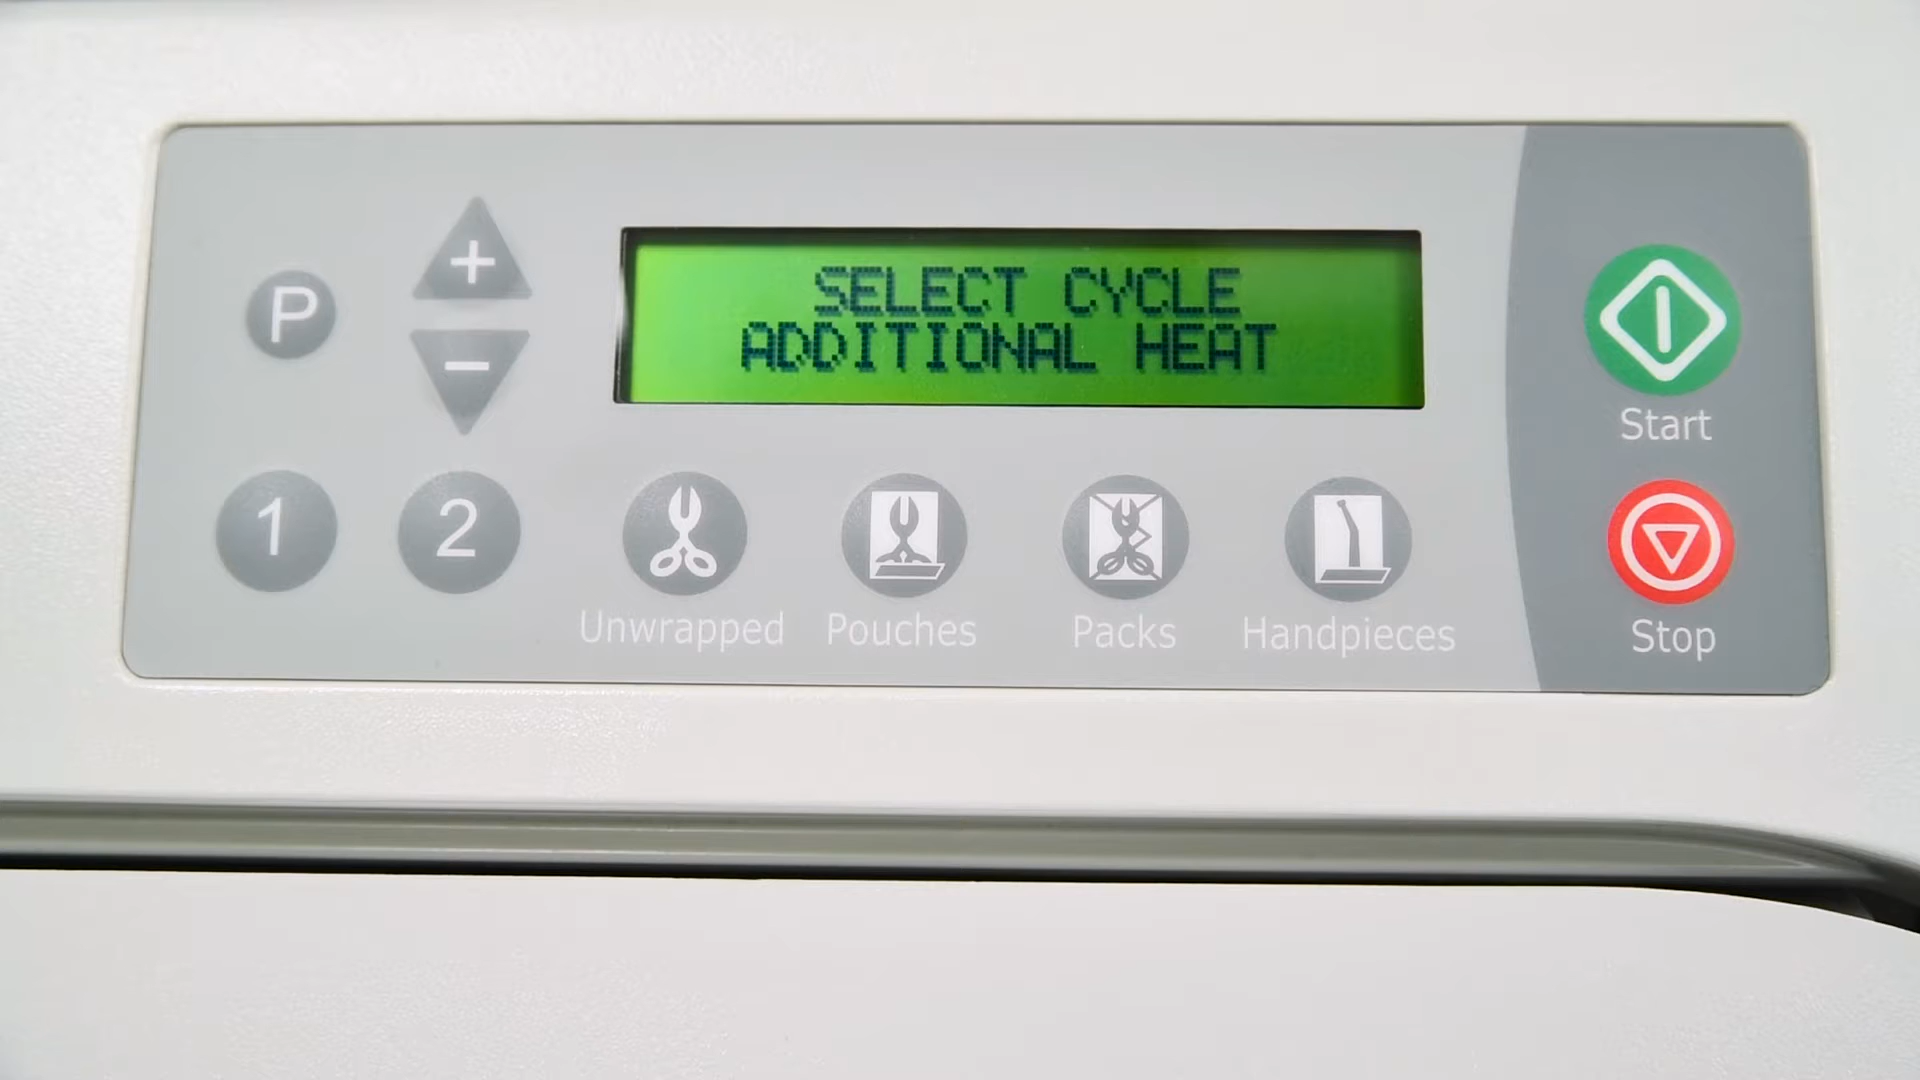 SELECT CYCLE
ADDITIONAL HEAT
P
+
-
1
2
Unwrapped
Pouches
Packs
Handpieces
Start
Stop